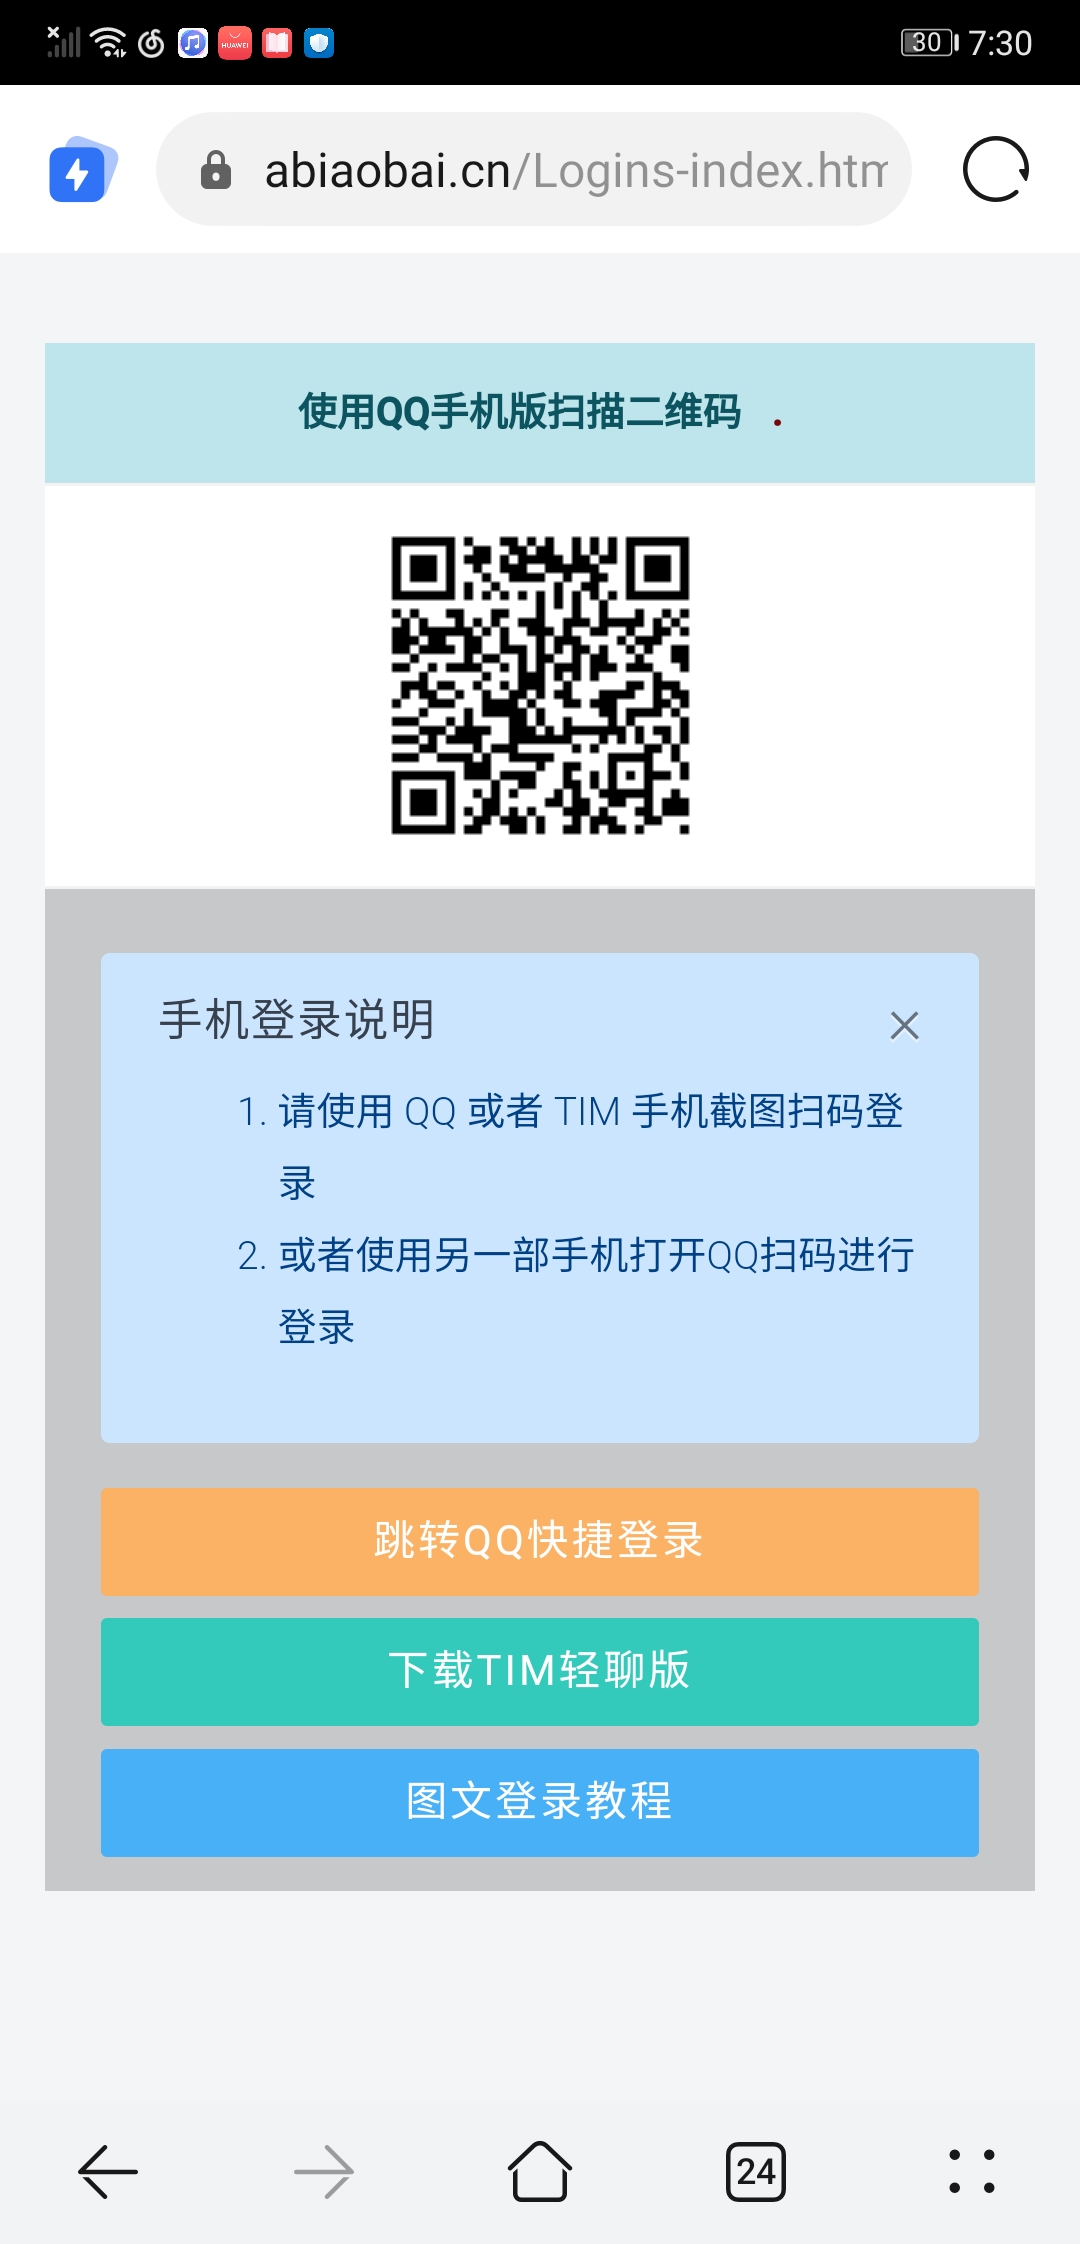 HUAWEI
30 7:30
abiaobai.cn/Logins-index.htm
使用QQ手机版扫描二维码 .
手机登录说明
1. 请使用 QQ 或者 TIM 手机截图扫码登
录
2. 或者使用另一部手机打开QQ扫码进行
登录
跳转QQ快捷登录
下载TIM轻聊版
图文登录教程
24